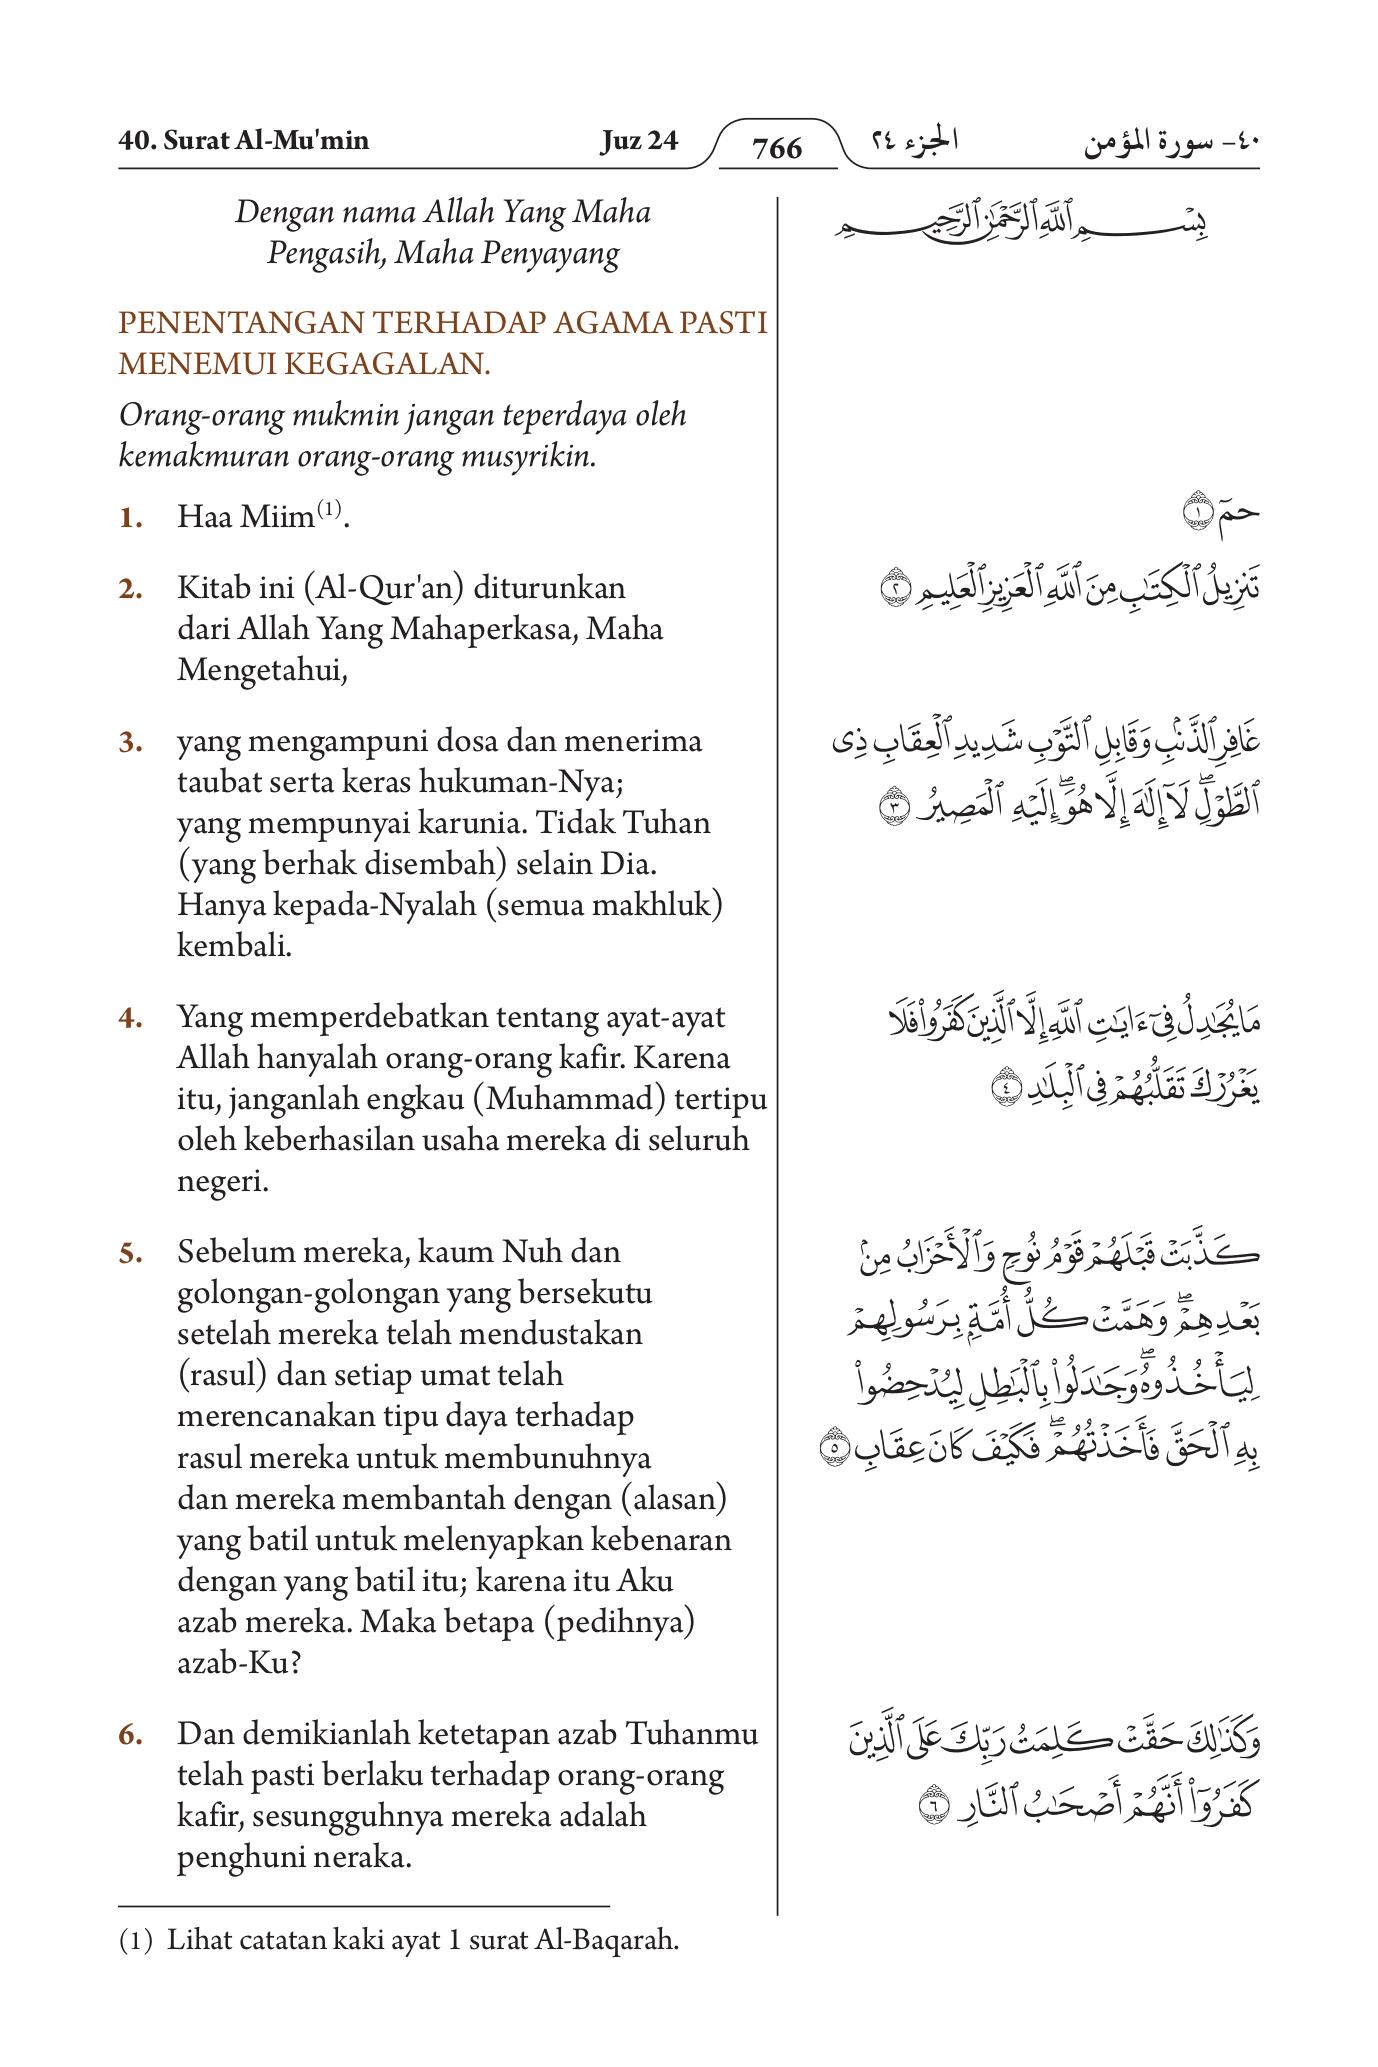 40. Surat Al-Mu'min
Juz 24
766
الجزء ٢٤
٤٠- سورة المؤمن
Dengan nama Allah Yang Maha
Pengasih, Maha Penyayang
PENENTANGAN TERHADAP AGAMA PASTI
MENEMUI KEGAGALAN.
Orang-orang mukmin jangan teperdaya oleh
kemakmuran orang-orang musyrikin.
1. Haa Miim(1).
2. Kitab ini (Al-Qur'an) diturunkan
dari Allah Yang Mahaperkasa, Maha
Mengetahui,
3. yang mengampuni dosa dan menerima
taubat serta keras hukuman-Nya;
yang mempunyai karunia. Tidak Tuhan
(yang berhak disembah) selain Dia.
Hanya kepada-Nyalah (semua makhluk)
kembali.
4. Yang memperdebatkan tentang ayat-ayat
Allah hanyalah orang-orang kafir. Karena
itu, janganlah engkau (Muhammad) tertipu
oleh keberhasilan usaha mereka di seluruh
negeri.
5. Sebelum mereka, kaum Nuh dan
golongan-golongan yang bersekutu
setelah mereka telah mendustakan
(rasul) dan setiap umat telah
merencanakan tipu daya terhadap
rasul mereka untuk membunuhnya
dan mereka membantah dengan (alasan)
yang batil untuk melenyapkan kebenaran
dengan yang batil itu; karena itu Aku
azab mereka. Maka betapa (pedihnya)
azab-Ku?
6. Dan demikianlah ketetapan azab Tuhanmu
telah pasti berlaku terhadap orang-orang
kafir, sesungguhnya mereka adalah
penghuni neraka.
(1) Lihat catatan kaki ayat 1 surat Al-Baqarah.
بِسْمِ ٱللَّهِ ٱلرَّحْمَٰنِ ٱلرَّحِيمِ
حمٓ ١
تَنزِيلُ ٱلْكِتَٰبِ مِنَ ٱللَّهِ ٱلْعَزِيزِ ٱلْعَلِيمِ ٢
غَافِرِ ٱلذَّنۢبِ وَقَابِلِ ٱلتَّوْبِ شَدِيدِ ٱلْعِقَابِ ذِى
ٱلطَّوْلِ ۖ لَآ إِلَٰهَ إِلَّا هُوَ ۖ إِلَيْهِ ٱلْمَصِيرُ ٣
مَا يُجَٰدِلُ فِىٓ ءَايَٰتِ ٱللَّهِ إِلَّا ٱلَّذِينَ كَفَرُوا۟ فَلَا
يَغْرُرْكَ تَقَلُّبُهُمْ فِى ٱلْبِلَٰدِ ٤
كَذَّبَتْ قَبْلَهُمْ قَوْمُ نُوحٍ وَٱلْأَحْزَابُ مِنۢ
بَعْدِهِمْ ۖ وَهَمَّتْ كُلُّ أُمَّةٍۭ بِرَسُولِهِمْ
لِيَأْخُذُوهُ ۖ وَجَٰدَلُوا۟ بِٱلْبَٰطِلِ لِيُدْحِضُوا۟
بِهِ ٱلْحَقَّ فَأَخَذْتُهُمْ ۖ فَكَيْفَ كَانَ عِقَابِ ٥
وَكَذَٰلِكَ حَقَّتْ كَلِمَتُ رَبِّكَ عَلَى ٱلَّذِينَ
كَفَرُوٓا۟ أَنَّهُمْ أَصْحَٰبُ ٱلنَّارِ ٦